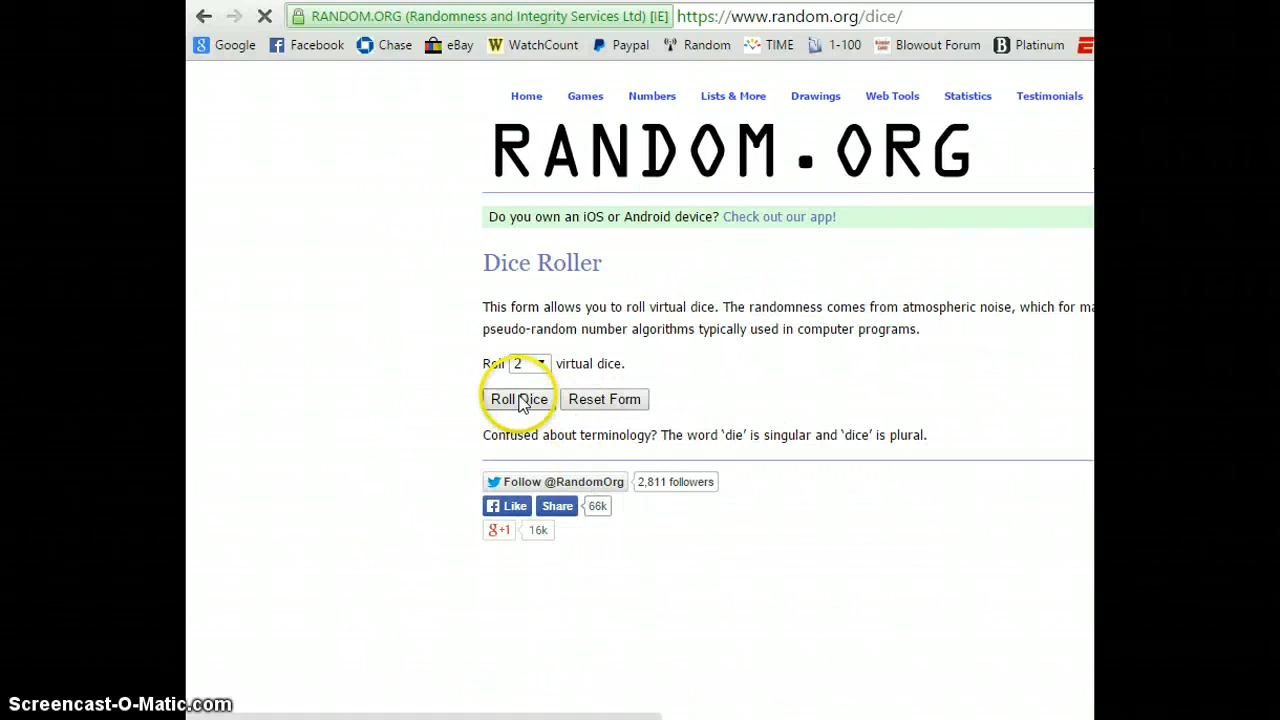 RANDOM.ORG (Randomness and Integrity Services Ltd) [IE] https://www.random.org/dice/
Google Facebook Chase eBay WatchCount Paypal Random TIME 1-100 Blowout Forum Platinum
Home Games Numbers Lists & More Drawings Web Tools Statistics Testimonials
RANDOM.ORG
Do you own an iOS or Android device? Check out our app!
Dice Roller
This form allows you to roll virtual dice. The randomness comes from atmospheric noise, which for ma
pseudo-random number algorithms typically used in computer programs.
Roll 2 virtual dice.
Roll Dice Reset Form
Confused about terminology? The word ‘die’ is singular and ‘dice’ is plural.
Follow @RandomOrg 2,811 followers
Like Share 66k
g+1 16k
Screencast-O-Matic.com